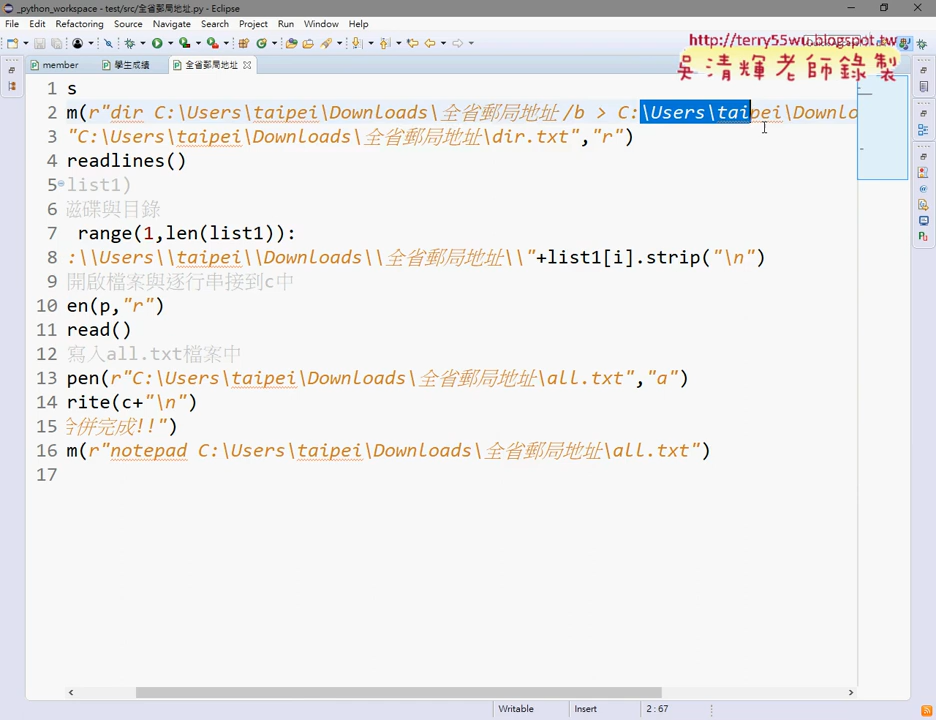 _python_workspace - test/src/全省郵局地址.py - Eclipse
File Edit Refactoring Source Navigate Search Project Run Window Help
http://terry55wu.blogspot.tw
吳清輝老師錄製
member 學生成績 全省郵局地址
1 s
2 m(r"dir C:\Users\taipei\Downloads\全省郵局地址 /b > C:\Users\taipei\Downlo
3 "C:\Users\taipei\Downloads\全省郵局地址\dir.txt","r")
4 readlines()
5 list1)
6 磁碟與目錄
7 range(1,len(list1)):
8 :\\Users\\taipei\\Downloads\\全省郵局地址\\"+list1[i].strip("\n")
9 開啟檔案與逐行串接到c中
10 en(p,"r")
11 read()
12 寫入all.txt檔案中
13 pen(r"C:\Users\taipei\Downloads\全省郵局地址\all.txt","a")
14 rite(c+"\n")
15 合併完成!!")
16 m(r"notepad C:\Users\taipei\Downloads\全省郵局地址\all.txt")
17
Writable Insert 2:67